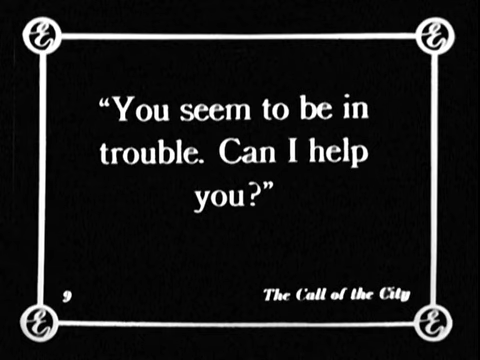 “You seem to be in
trouble. Can I help
you?”
9
The Call of the City